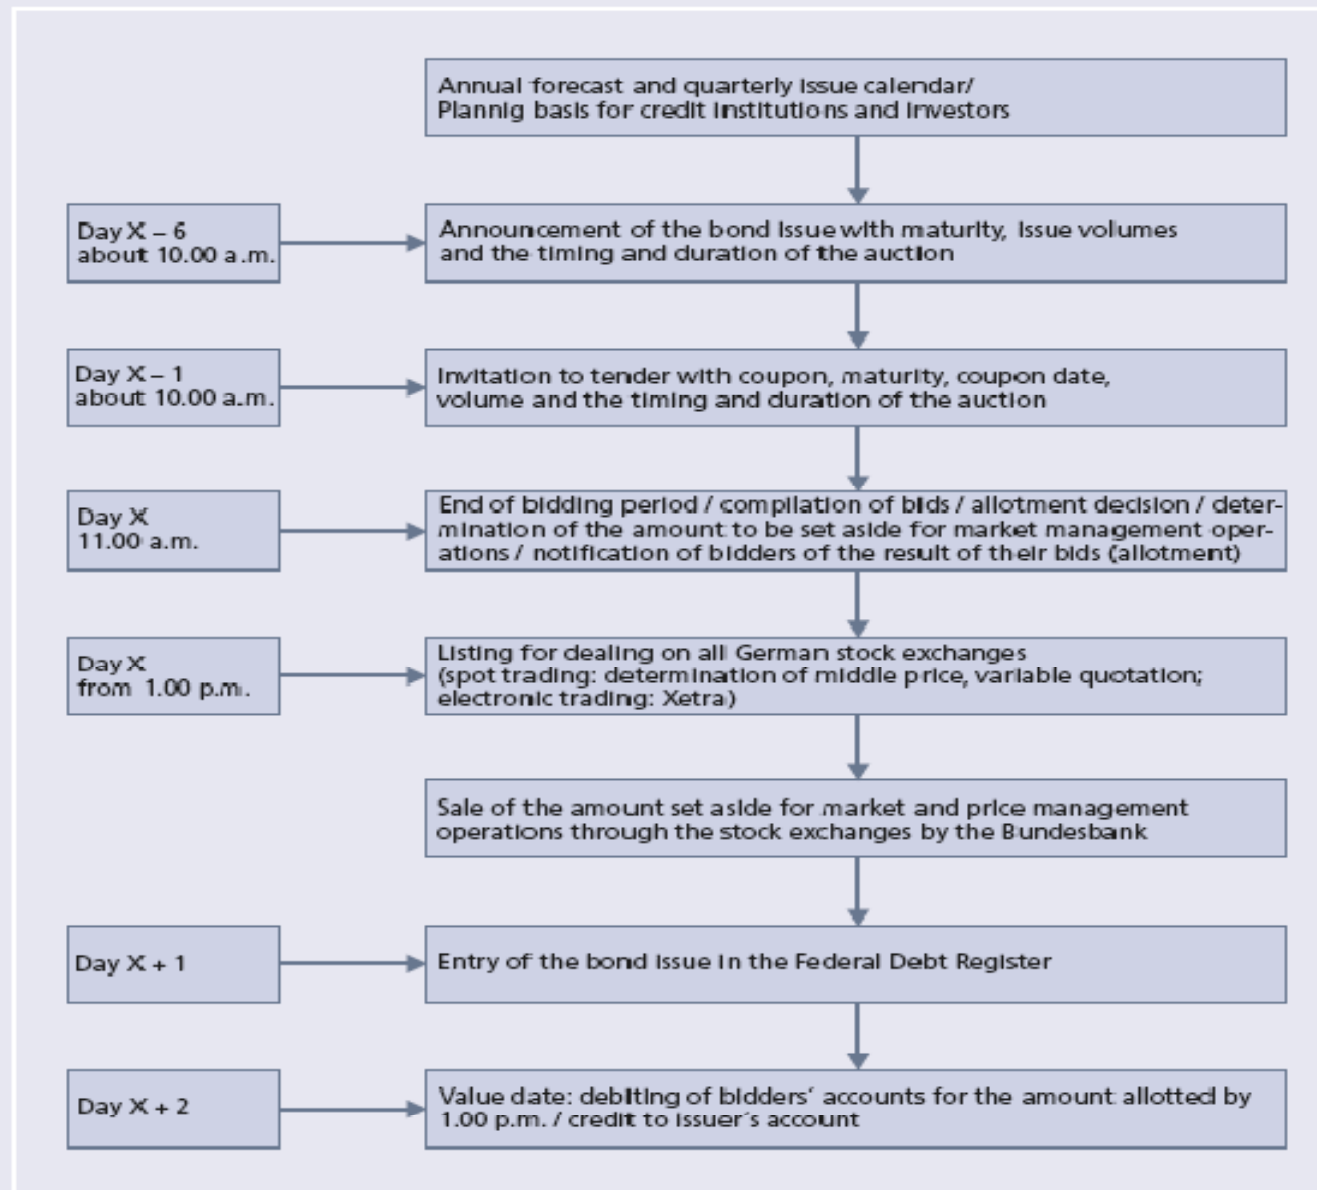 Annual forecast and quarterly issue calendar/
Plannig basis for credit institutions and investors
Day X – 6
about 10.00 a.m.
Announcement of the bond issue with maturity, issue volumes
and the timing and duration of the auction
Day X – 1
about 10.00 a.m.
Invitation to tender with coupon, maturity, coupon date,
volume and the timing and duration of the auction
Day X
11.00 a.m.
End of bidding period / compilation of bids / allotment decision / deter-
mination of the amount to be set aside for market management oper-
ations / notification of bidders of the result of their bids (allotment)
Day X
from 1.00 p.m.
Listing for dealing on all German stock exchanges
(spot trading: determination of middle price, variable quotation;
electronic trading: Xetra)
Sale of the amount set aside for market and price management
operations through the stock exchanges by the Bundesbank
Day X + 1
Entry of the bond issue in the Federal Debt Register
Day X + 2
Value date: debiting of bidders' accounts for the amount allotted by
1.00 p.m. / credit to issuer's account